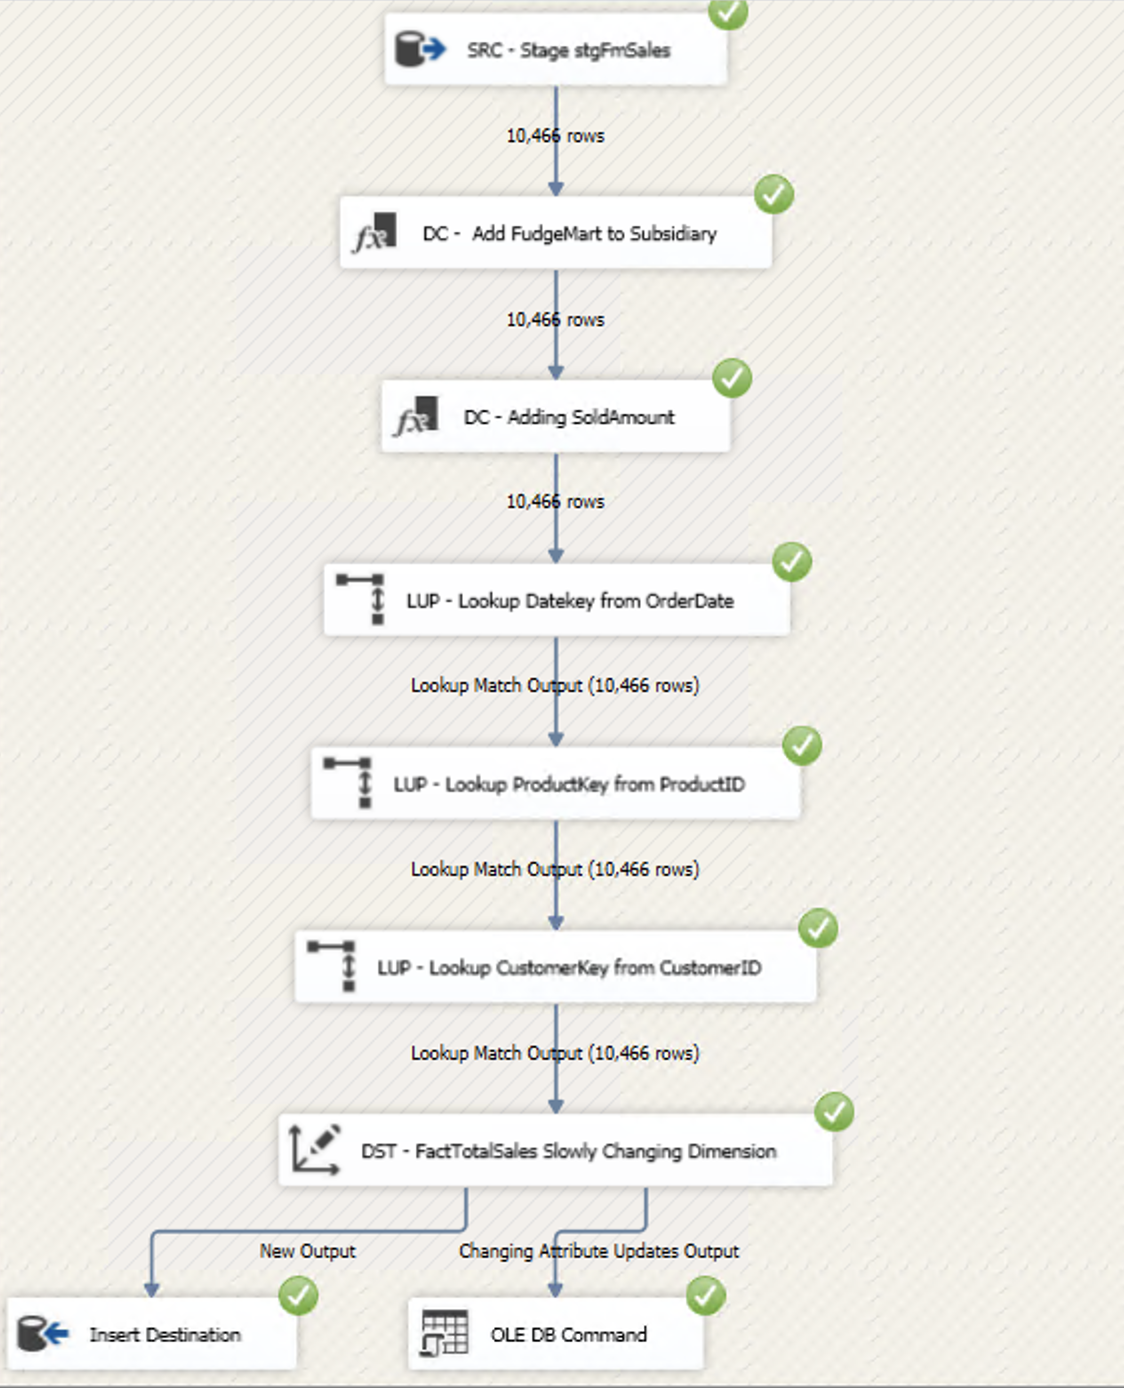 SRC - Stage stgFmSales
10,466 rows
DC -  Add FudgeMart to Subsidiary
10,466 rows
DC - Adding SoldAmount
10,466 rows
LUP - Lookup Datekey from OrderDate
Lookup Match Output (10,466 rows)
LUP - Lookup ProductKey from ProductID
Lookup Match Output (10,466 rows)
LUP - Lookup CustomerKey from CustomerID
Lookup Match Output (10,466 rows)
DST - FactTotalSales Slowly Changing Dimension
New Output
Changing Attribute Updates Output
Insert Destination
OLE DB Command